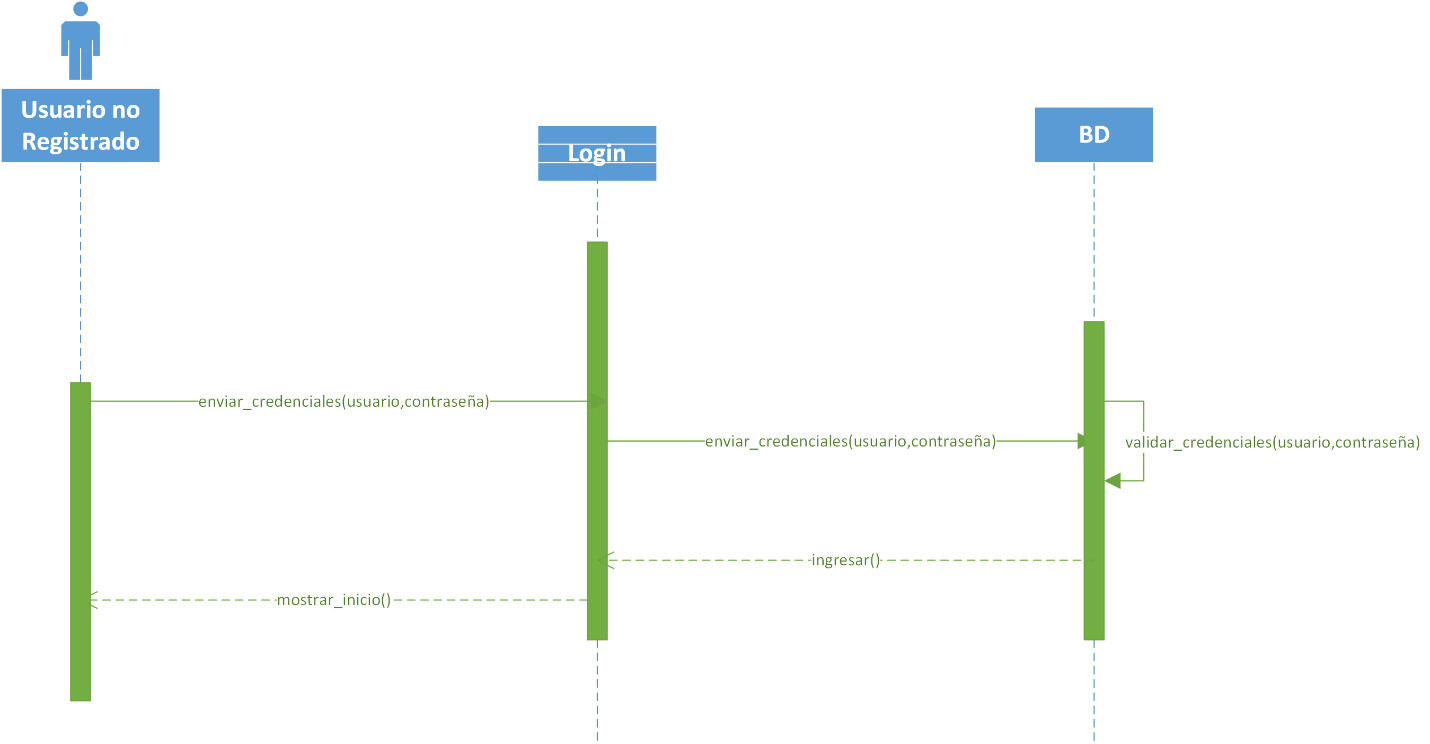 Usuario no
Registrado
Login
BD
enviar_credenciales(usuario,contraseña)
enviar_credenciales(usuario,contraseña)
validar_credenciales(usuario,contraseña)
ingresar()
mostrar_inicio()